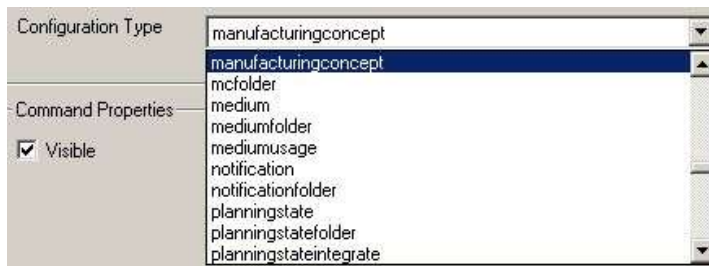 Configuration Type
manufacturingconcept
manufacturingconcept
mcfolder
medium
mediumfolder
mediumusage
notification
notificationfolder
planningstate
planningstatefolder
planningstateintegrate
Command Properties
Visible